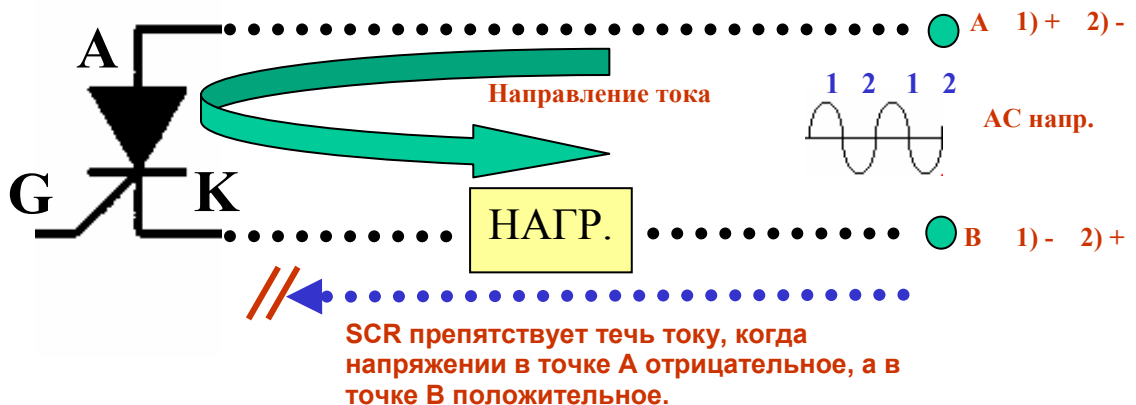 A
A 1) + 2) -
Направление тока
1 2 1 2
АС напр.
G
K
НАГР.
В 1) - 2) +
SCR препятствует течь току, когда
напряжении в точке А отрицательное, а в
точке В положительное.